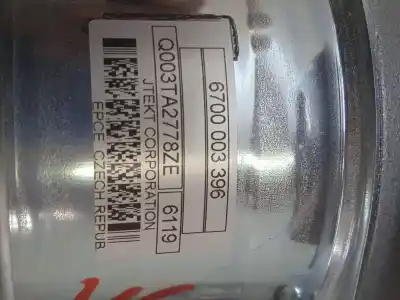 6700 003 396
Q003TA2778ZE 6119
JTEKT CORPORATION
EPCE, CZECH REPUB